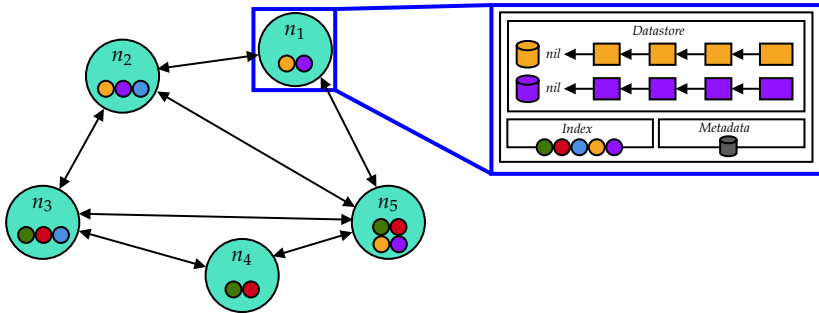 n1
n2
n3
n4
n5
Datastore
nil
nil
Index
Metadata